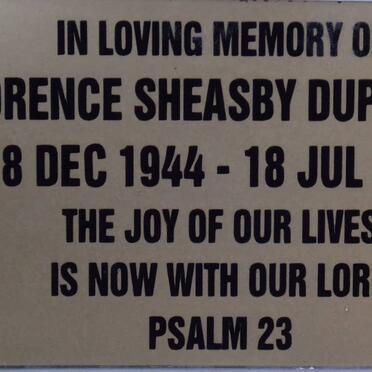 IN LOVING MEMORY O
ORENCE SHEASBY DUP
8 DEC 1944 - 18 JUL
THE JOY OF OUR LIVES
IS NOW WITH OUR LOR
PSALM 23